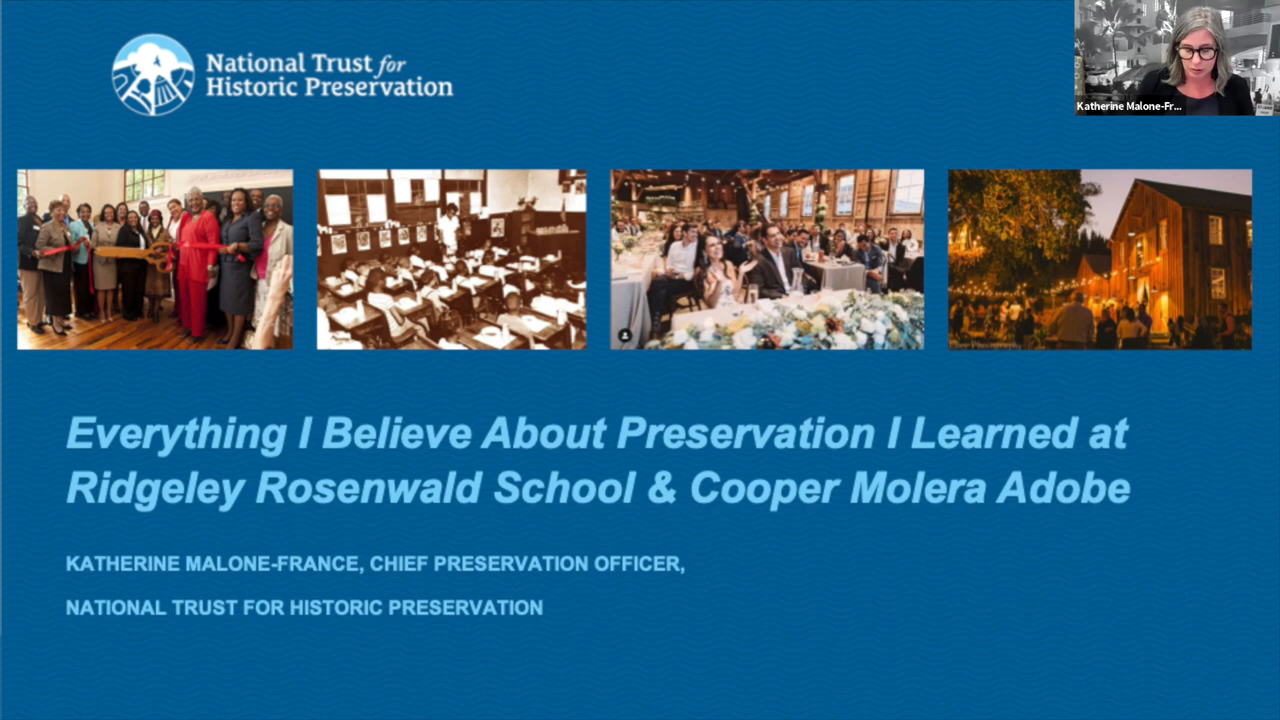 National Trust for
Historic Preservation
Katherine Malone-Fr...
Everything I Believe About Preservation I Learned at
Ridgeley Rosenwald School & Cooper Molera Adobe
KATHERINE MALONE-FRANCE, CHIEF PRESERVATION OFFICER,
NATIONAL TRUST FOR HISTORIC PRESERVATION